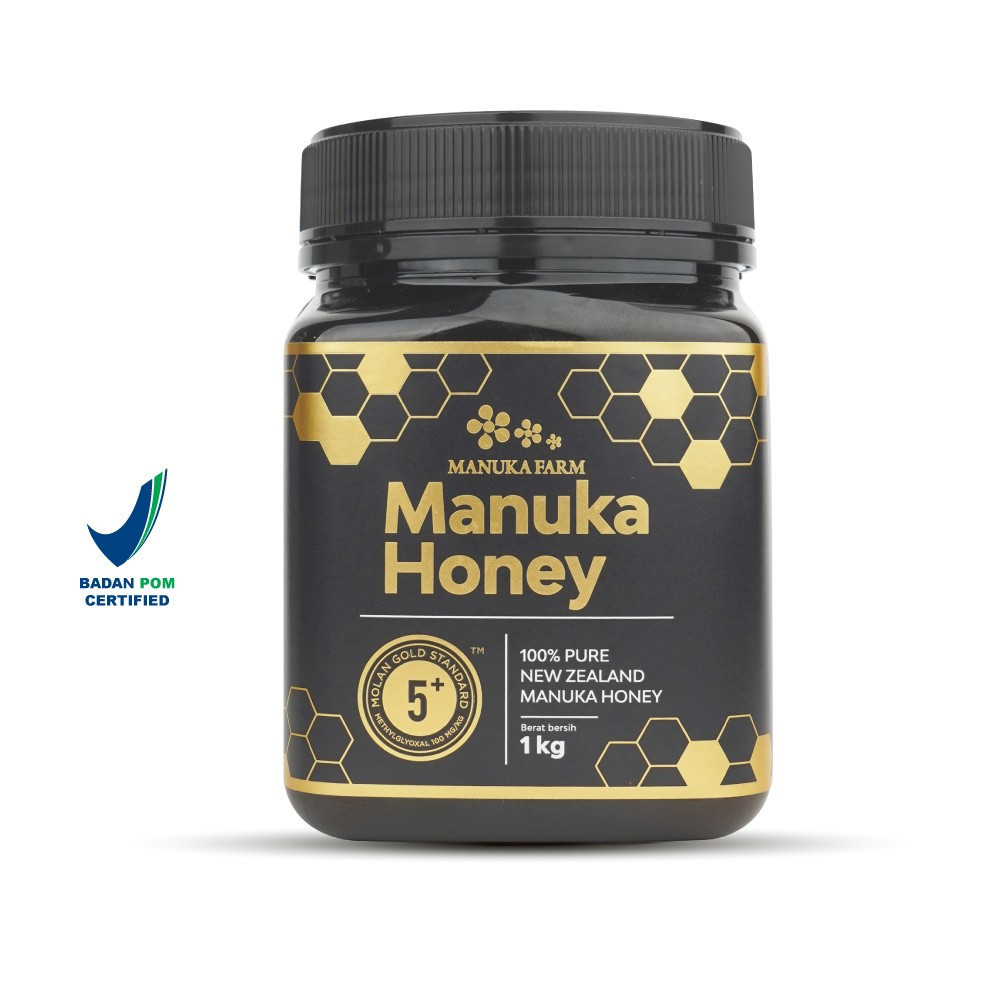 MANUKA FARM
Manuka
Honey
MOLAN GOLD STANDARD
TM
5+
METHYLGLYOXAL 100 MG/KG
100% PURE
NEW ZEALAND
MANUKA HONEY
Berat bersih
1 kg
BADAN POM
CERTIFIED